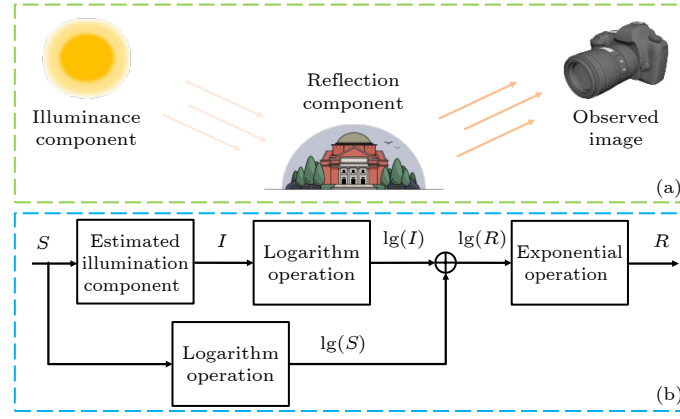 Illuminance
component
Reflection
component
Observed
image
(a)
S
Estimated
illumination
component
I
Logarithm
operation
lg(I)
lg(R)
Exponential
operation
R
Logarithm
operation
lg(S)
(b)